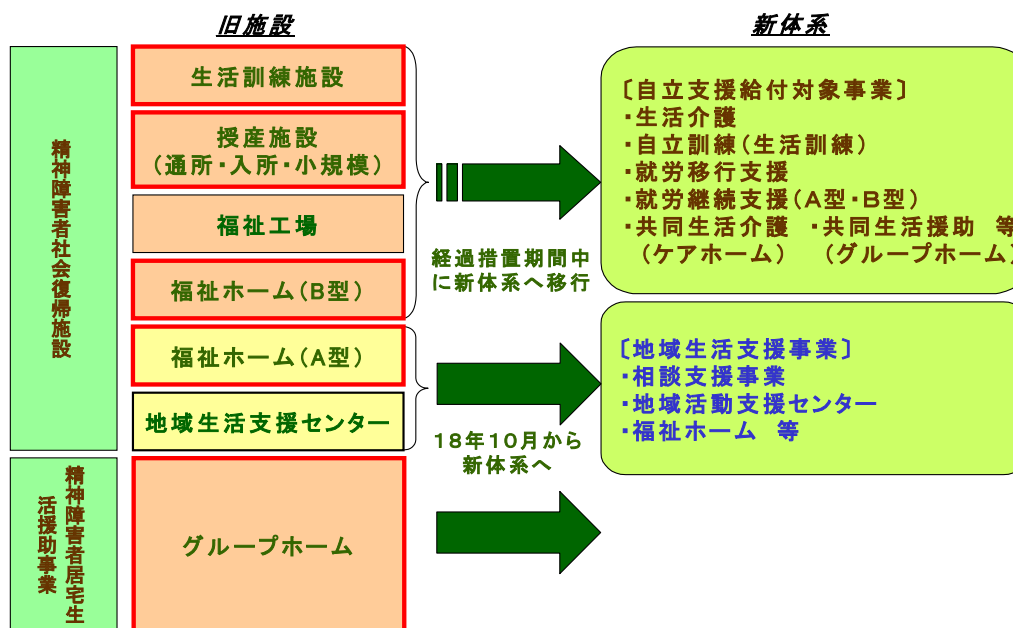 旧施設
新体系
精神障害者社会復帰施設
生活訓練施設
授産施設
(通所・入所・小規模)
福祉工場
福祉ホーム(B型)
福祉ホーム(A型)
地域生活支援センター
精神障害者居宅生
活援助事業
グループホーム
経過措置期間中
に新体系へ移行
18年10月から
新体系へ
〔自立支援給付対象事業〕
・生活介護
・自立訓練(生活訓練)
・就労移行支援
・就労継続支援(A型・B型)
・共同生活介護 ・共同生活援助 等
(ケアホーム) (グループホーム)
〔地域生活支援事業〕
・相談支援事業
・地域活動支援センター
・福祉ホーム 等